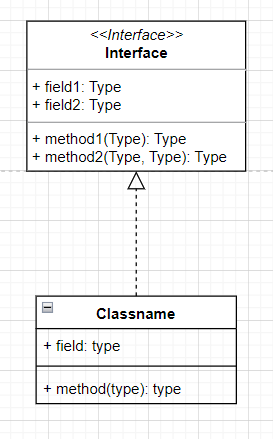 <<Interface>>
Interface
+ field1: Type
+ field2: Type
+ method1(Type): Type
+ method2(Type, Type): Type
Classname
+ field: type
+ method(type): type